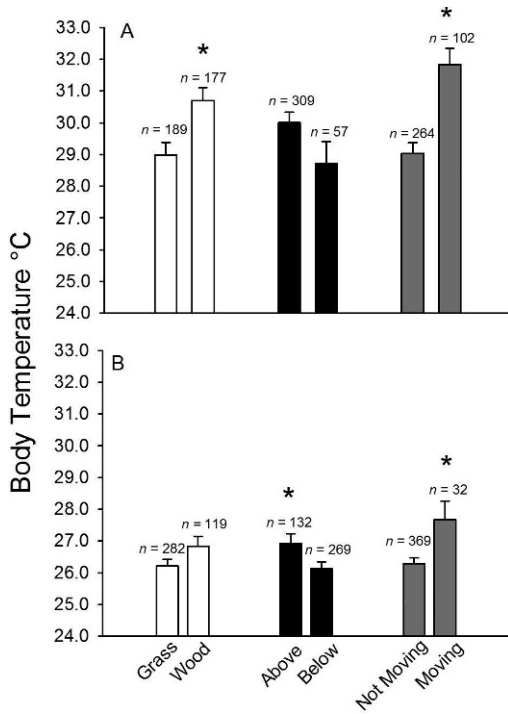 Body Temperature °C
A
33.0
32.0
31.0
30.0
29.0
28.0
27.0
26.0
25.0
24.0
n = 189
*
n = 177
n = 309
n = 57
n = 264
*
n = 102
B
33.0
32.0
31.0
30.0
29.0
28.0
27.0
26.0
25.0
24.0
n = 282
n = 119
*
n = 132
n = 269
n = 369
*
n = 32
Grass
Wood
Above
Below
Not Moving
Moving